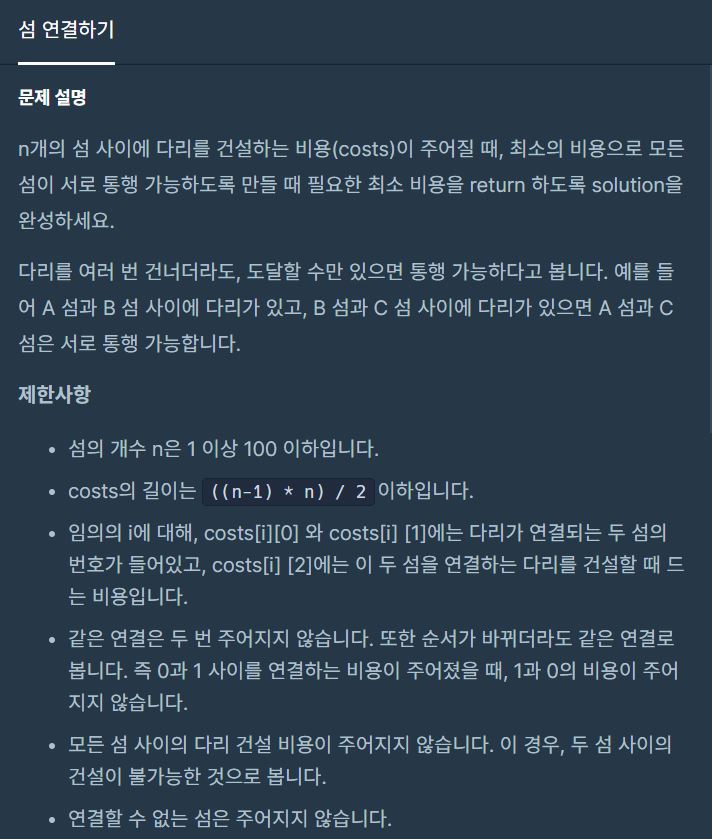 섬 연결하기
문제 설명
n개의 섬 사이에 다리를 건설하는 비용(costs)이 주어질 때, 최소의 비용으로 모든
섬이 서로 통행 가능하도록 만들 때 필요한 최소 비용을 return 하도록 solution을
완성하세요.
다리를 여러 번 건너더라도, 도달할 수만 있으면 통행 가능하다고 봅니다. 예를 들
어 A 섬과 B 섬 사이에 다리가 있고, B 섬과 C 섬 사이에 다리가 있으면 A 섬과 C
섬은 서로 통행 가능합니다.
제한사항
• 섬의 개수 n은 1 이상 100 이하입니다.
• costs의 길이는 ((n-1) * n) / 2 이하입니다.
• 임의의 i에 대해, costs[i][0] 와 costs[i] [1]에는 다리가 연결되는 두 섬의
번호가 들어있고, costs[i] [2]에는 이 두 섬을 연결하는 다리를 건설할 때 드
는 비용입니다.
• 같은 연결은 두 번 주어지지 않습니다. 또한 순서가 바뀌더라도 같은 연결로
봅니다. 즉 0과 1 사이를 연결하는 비용이 주어졌을 때, 1과 0의 비용이 주어
지지 않습니다.
• 모든 섬 사이의 다리 건설 비용이 주어지지 않습니다. 이 경우, 두 섬 사이의
건설이 불가능한 것으로 봅니다.
• 연결할 수 없는 섬은 주어지지 않습니다.